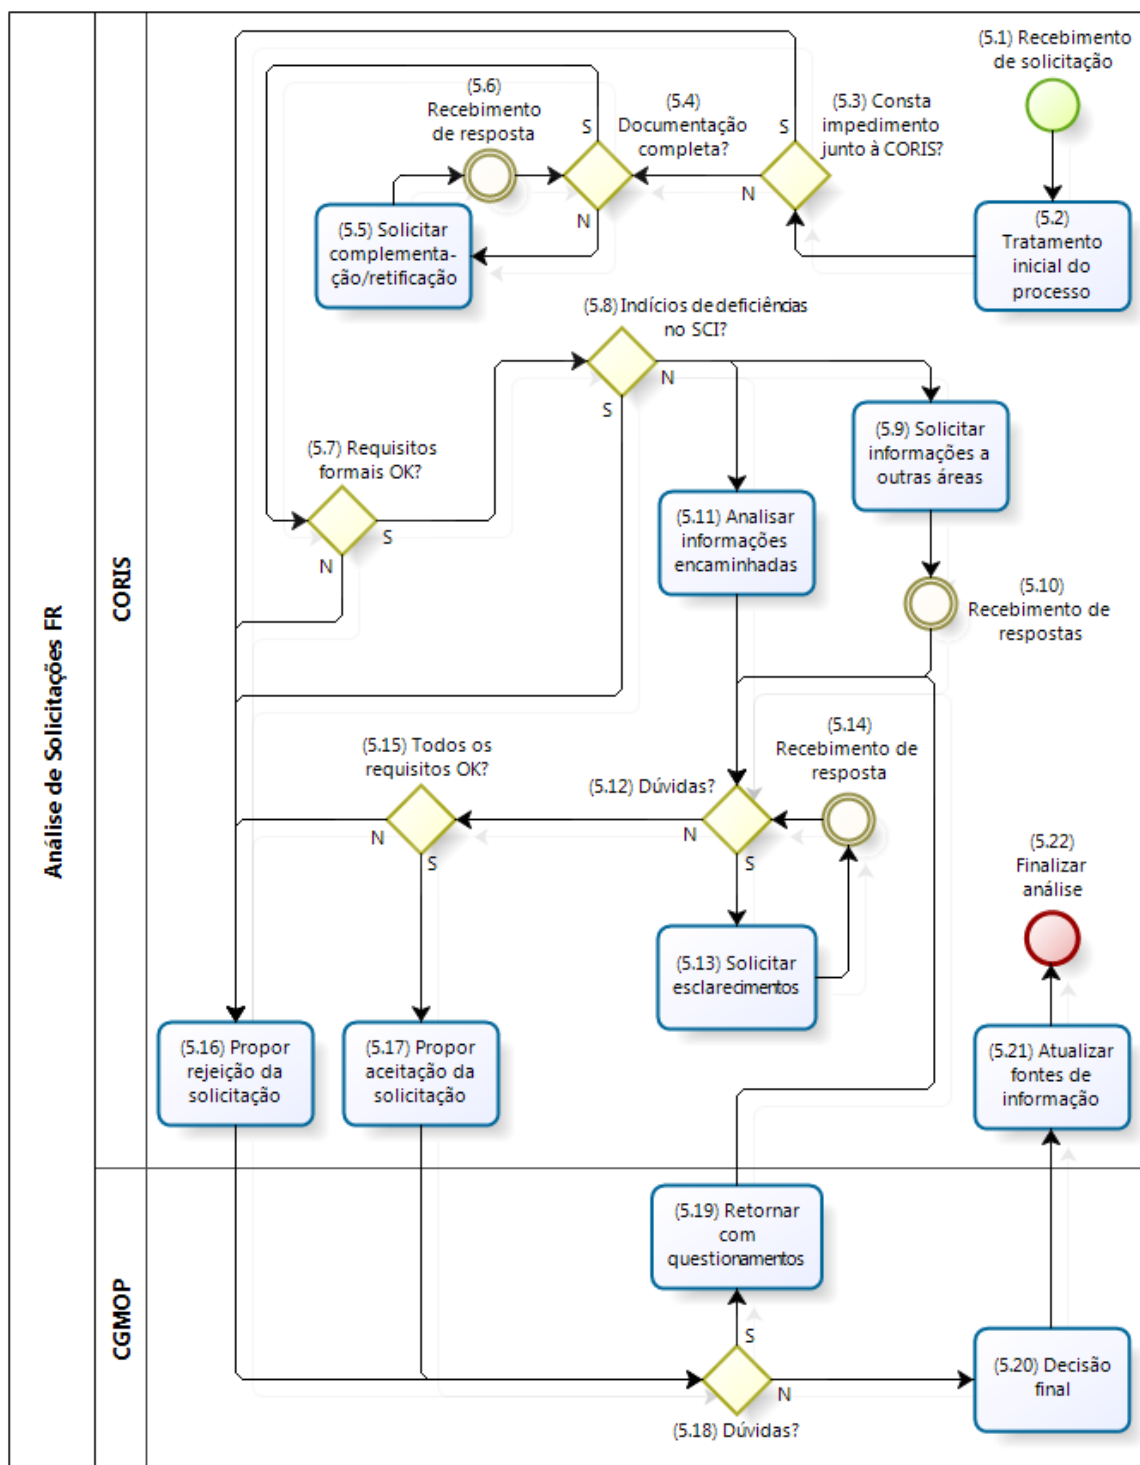 Análise de Solicitações FR
CORIS
CGMOP
(5.1) Recebimento
de solicitação
(5.2)
Tratamento
inicial do
processo
(5.3) Consta
impedimento
junto à CORIS?
S
N
(5.4)
Documentação
completa?
S
N
(5.6)
Recebimento
de resposta
(5.5) Solicitar
complementa-
ção/retificação
(5.8) Indícios de deficiências
no SCI?
N
S
(5.7) Requisitos
formais OK?
S
N
(5.9) Solicitar
informações a
outras áreas
(5.11) Analisar
informações
encaminhadas
(5.10)
Recebimento de
respostas
(5.14)
Recebimento de
resposta
(5.12) Dúvidas?
N
S
(5.15) Todos os
requisitos OK?
N
S
(5.13) Solicitar
esclarecimentos
(5.22)
Finalizar
análise
(5.16) Propor
rejeição da
solicitação
(5.17) Propor
aceitação da
solicitação
(5.21) Atualizar
fontes de
informação
(5.19) Retornar
com
questionamentos
S
N
(5.18) Dúvidas?
(5.20) Decisão
final